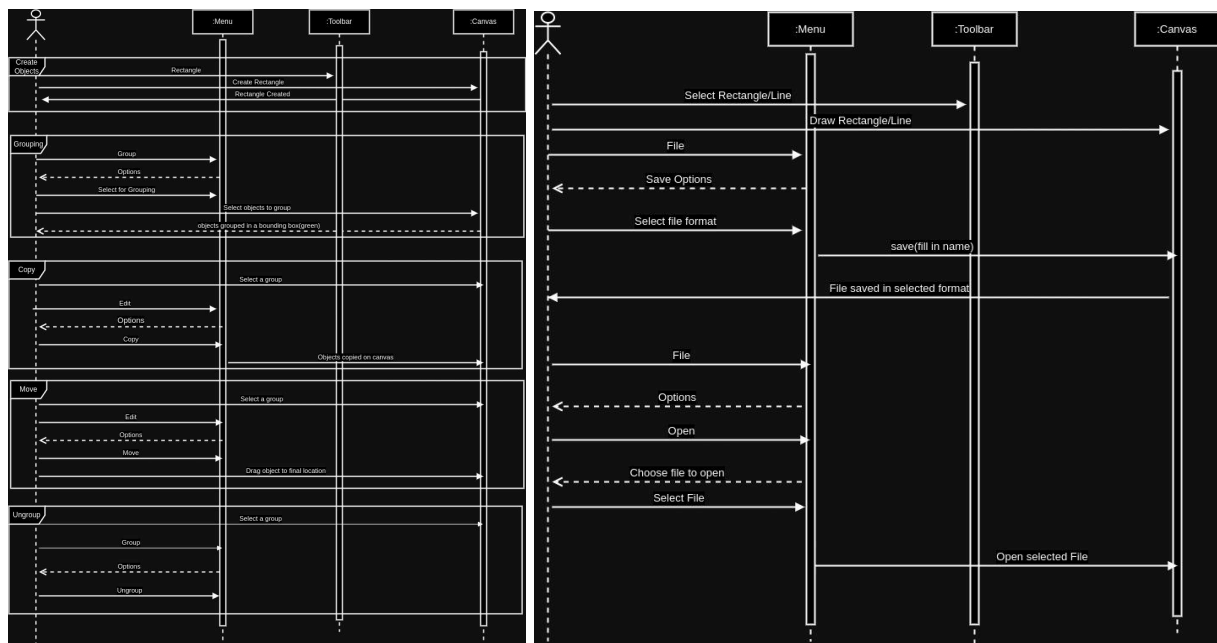 :Menu
:Toolbar
:Canvas
Create
Objects
Rectangle
Create Rectangle
Rectangle Created
Grouping
Group
Options
Select for Grouping
Select objects to group
objects grouped in a bounding box(green)
Copy
Select a group
Edit
Options
Copy
Objects copied on canvas
Move
Select a group
Edit
Options
Move
Drag object to final location
Ungroup
Select a group
Group
Options
Ungroup
:Menu
:Toolbar
:Canvas
Select Rectangle/Line
Draw Rectangle/Line
File
Save Options
Select file format
save(fill in name)
File saved in selected format
File
Options
Open
Choose file to open
Select File
Open selected File